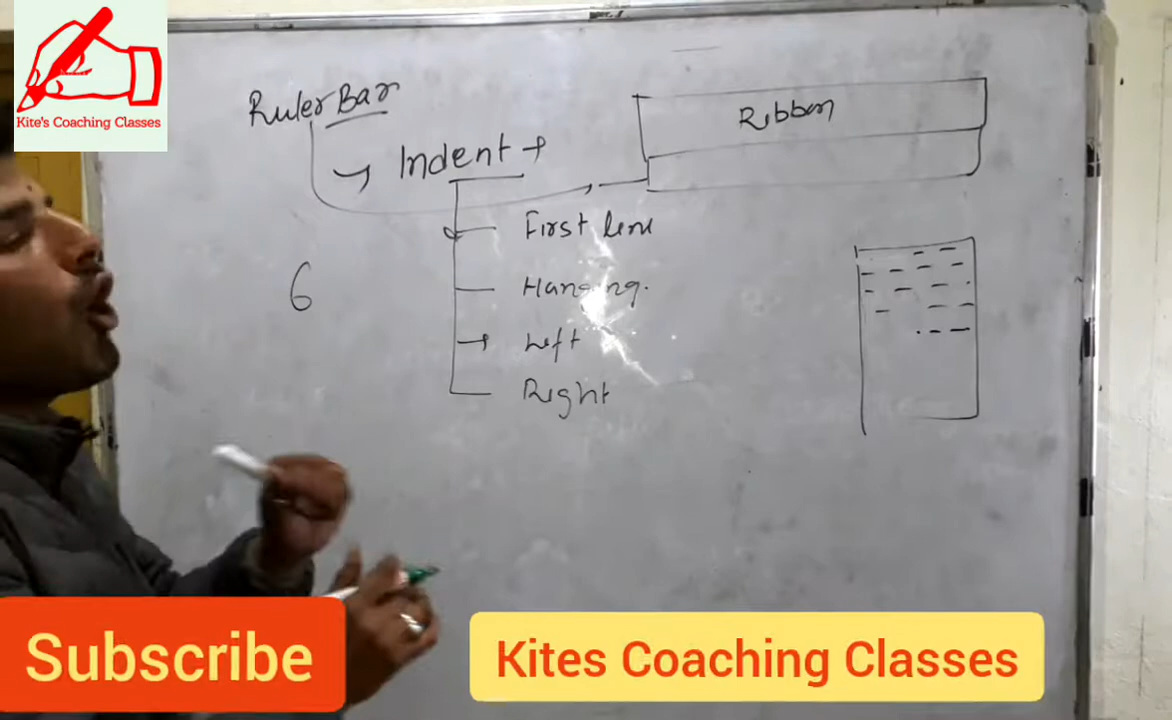 Kite's Coaching Classes
Ruler Bar
Indent
Ribbon
First line
Hanging.
Left
Right
6
Subscribe
Kites Coaching Classes